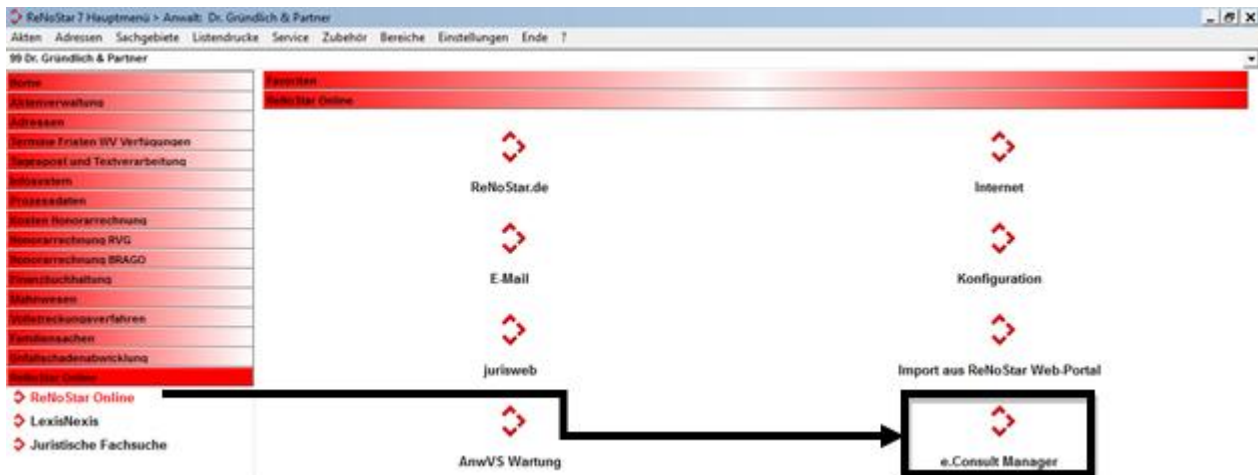 ReNoStar 7 Hauptmenü > Anwalt: Dr. Gründlich & Partner
Akten Adressen Sachgebiete Listendrucke Service Zubehör Bereiche Einstellungen Ende ?
99 Dr. Gründlich & Partner
Home
Aktenverwaltung
Adressen
Termine Fristen WV Verfügungen
Tagespost und Textverarbeitung
Infosystem
Prozessdaten
Kosten Honorarrechnung
Honorarrechnung RVG
Honorarrechnung BRAGO
Finanzbuchhaltung
Mahnwesen
Vollstreckungsverfahren
Familiensachen
Unfallschadenabwicklung
ReNoStar Online
ReNoStar Online
LexisNexis
Juristische Fachsuche
Favoriten
ReNoStar Online
ReNoStar.de
Internet
E-Mail
Konfiguration
jurisweb
Import aus ReNoStar Web-Portal
AnwVS Wartung
e.Consult Manager